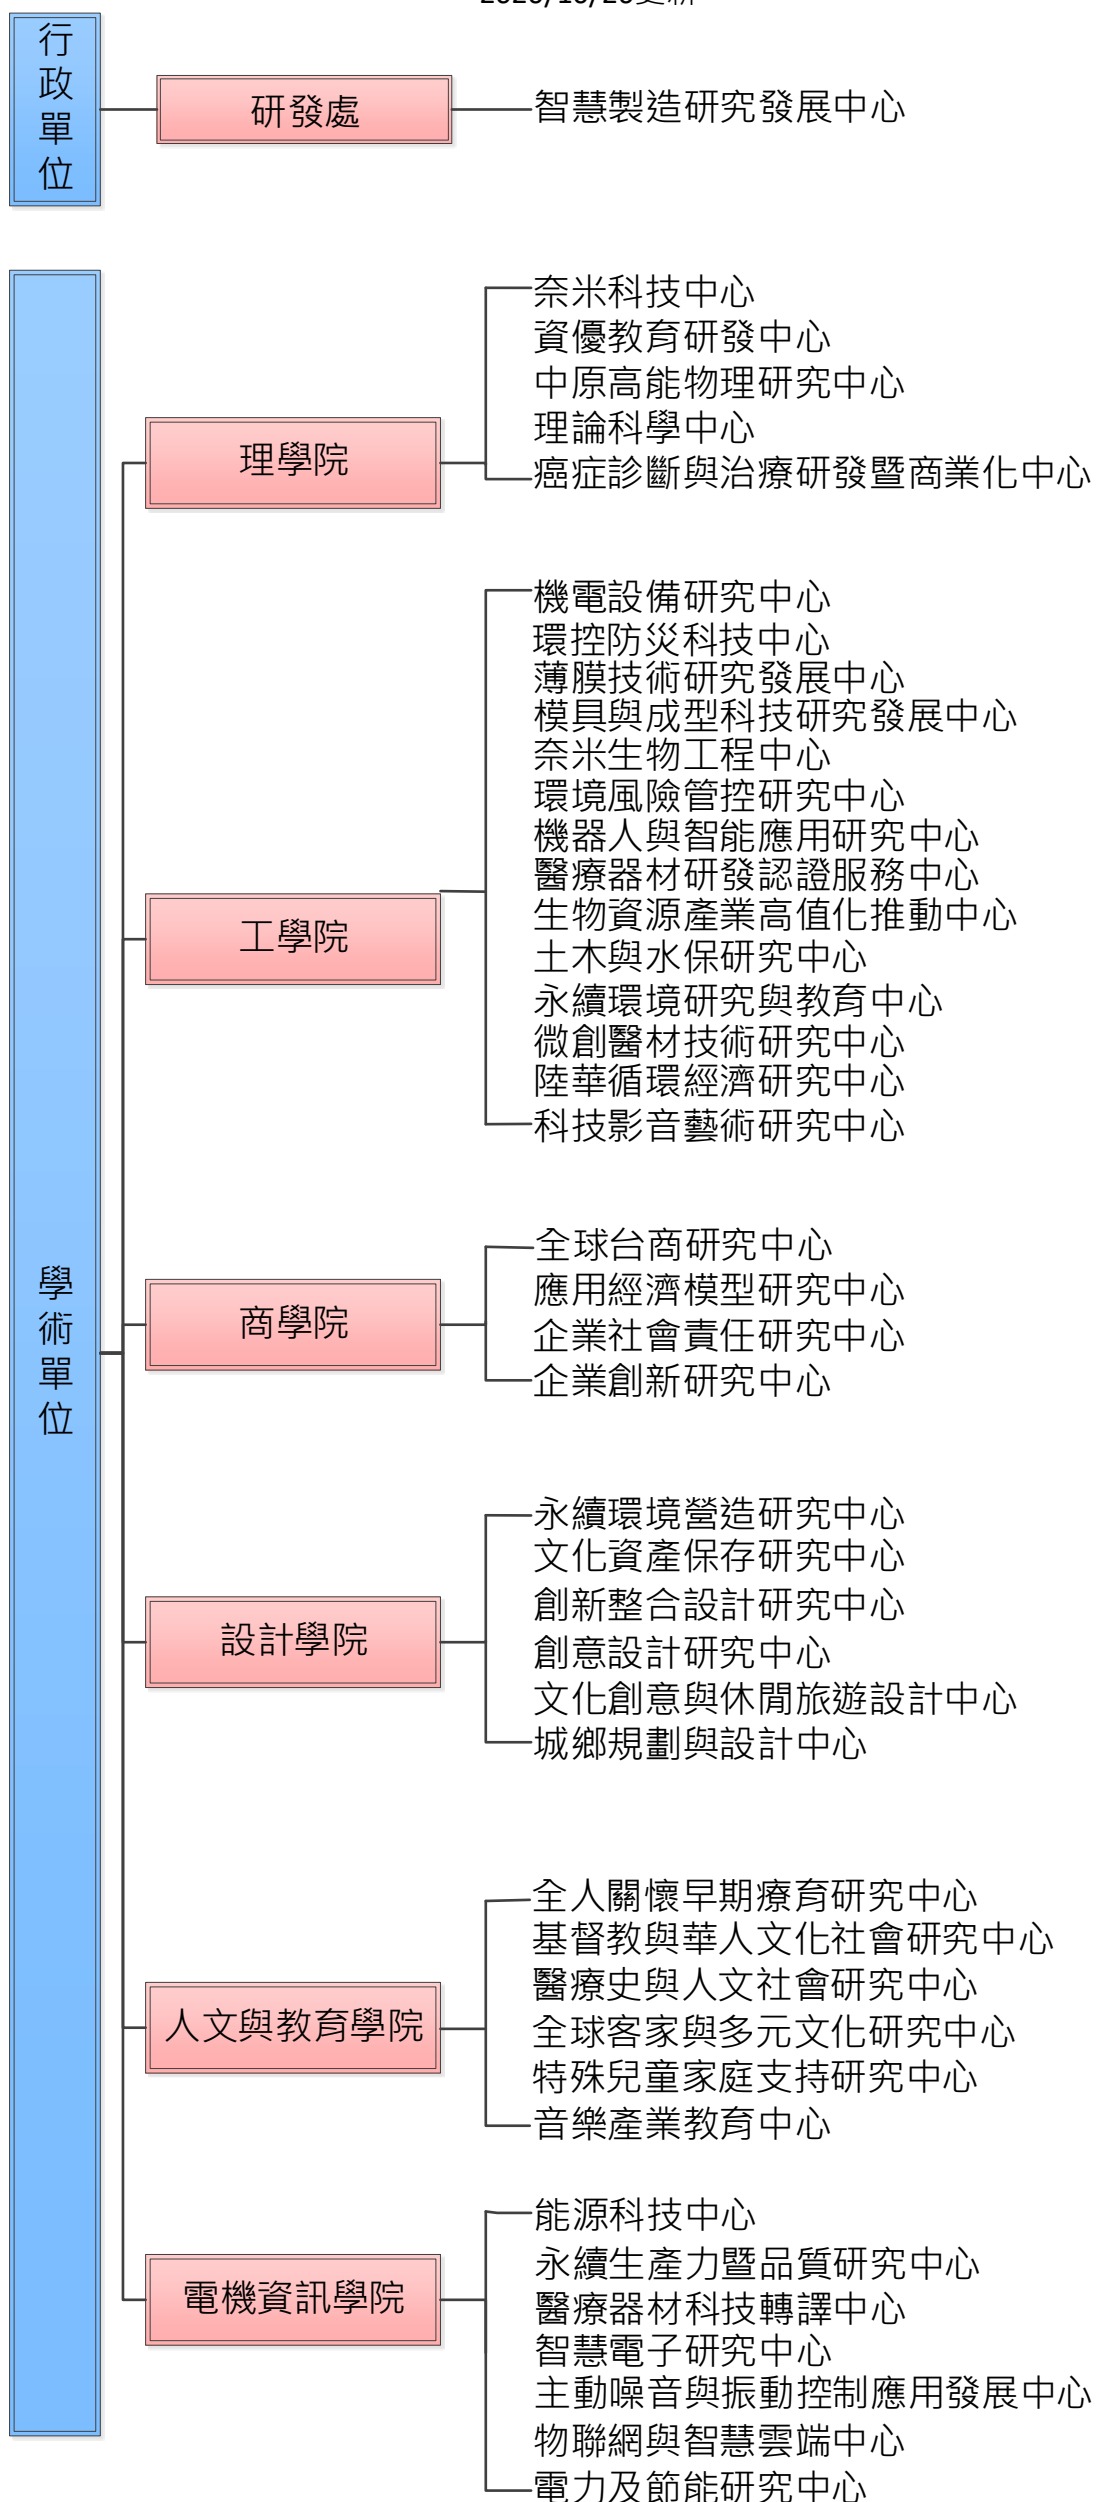 行政單位
研發處
智慧製造研究發展中心
學術單位
理學院
奈米科技中心
資優教育研發中心
中原高能物理研究中心
理論科學中心
癌症診斷與治療研發暨商業化中心
工學院
機電設備研究中心
環控防災科技中心
薄膜技術研究發展中心
模具與成型科技研究發展中心
奈米生物工程中心
環境風險管控研究中心
機器人與智能應用研究中心
醫療器材研發認證服務中心
生物資源產業高值化推動中心
土木與水保研究中心
永續環境研究與教育中心
微創醫材技術研究中心
陸華循環經濟研究中心
科技影音藝術研究中心
商學院
全球台商研究中心
應用經濟模型研究中心
企業社會責任研究中心
企業創新研究中心
設計學院
永續環境營造研究中心
文化資產保存研究中心
創新整合設計研究中心
創意設計研究中心
文化創意與休閒旅遊設計中心
城鄉規劃與設計中心
人文與教育學院
全人關懷早期療育研究中心
基督教與華人文化社會研究中心
醫療史與人文社會研究中心
全球客家與多元文化研究中心
特殊兒童家庭支持研究中心
音樂產業教育中心
電機資訊學院
能源科技中心
永續生產力暨品質研究中心
醫療器材科技轉譯中心
智慧電子研究中心
主動噪音與振動控制應用發展中心
物聯網與智慧雲端中心
電力及節能研究中心